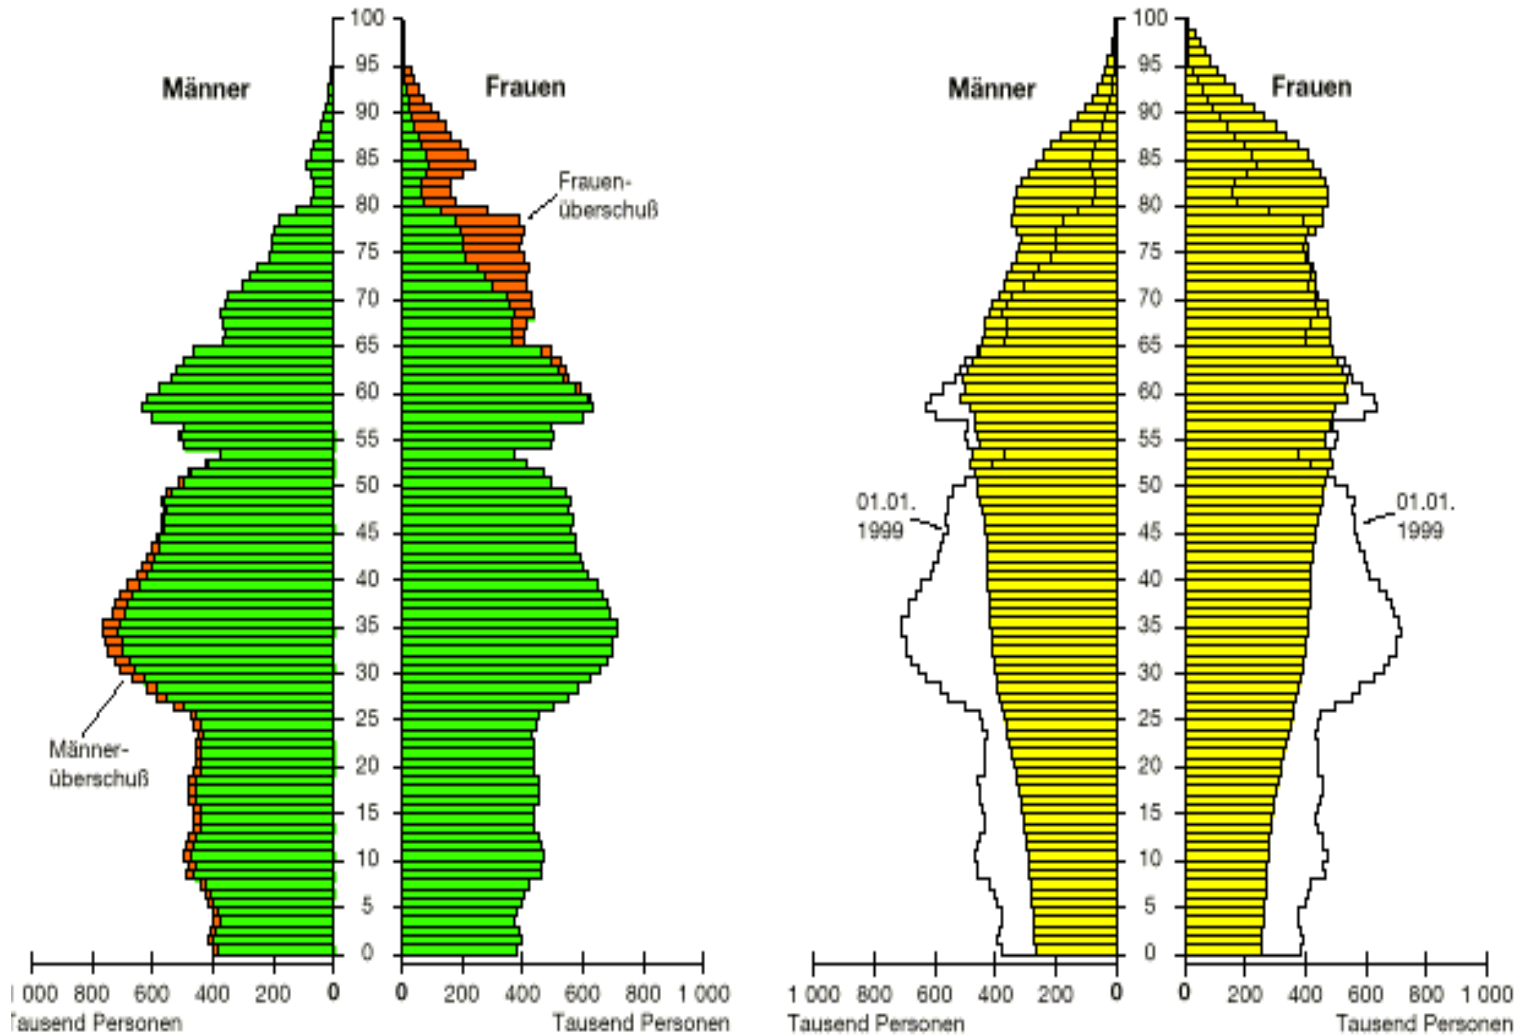 Männer
Frauen
100
95
90
85
80
75
70
65
60
55
50
45
40
35
30
25
20
15
10
5
0
Frauen-
überschuß
Männer-
überschuß
1 000 800 600 400 200 0
0 200 400 600 800 1 000
Tausend Personen
Tausend Personen
Männer
Frauen
100
95
90
85
80
75
70
65
60
55
50
45
40
35
30
25
20
15
10
5
0
01.01.
1999
01.01.
1999
1 000 800 600 400 200 0
0 200 400 600 800 1 000
Tausend Personen
Tausend Personen